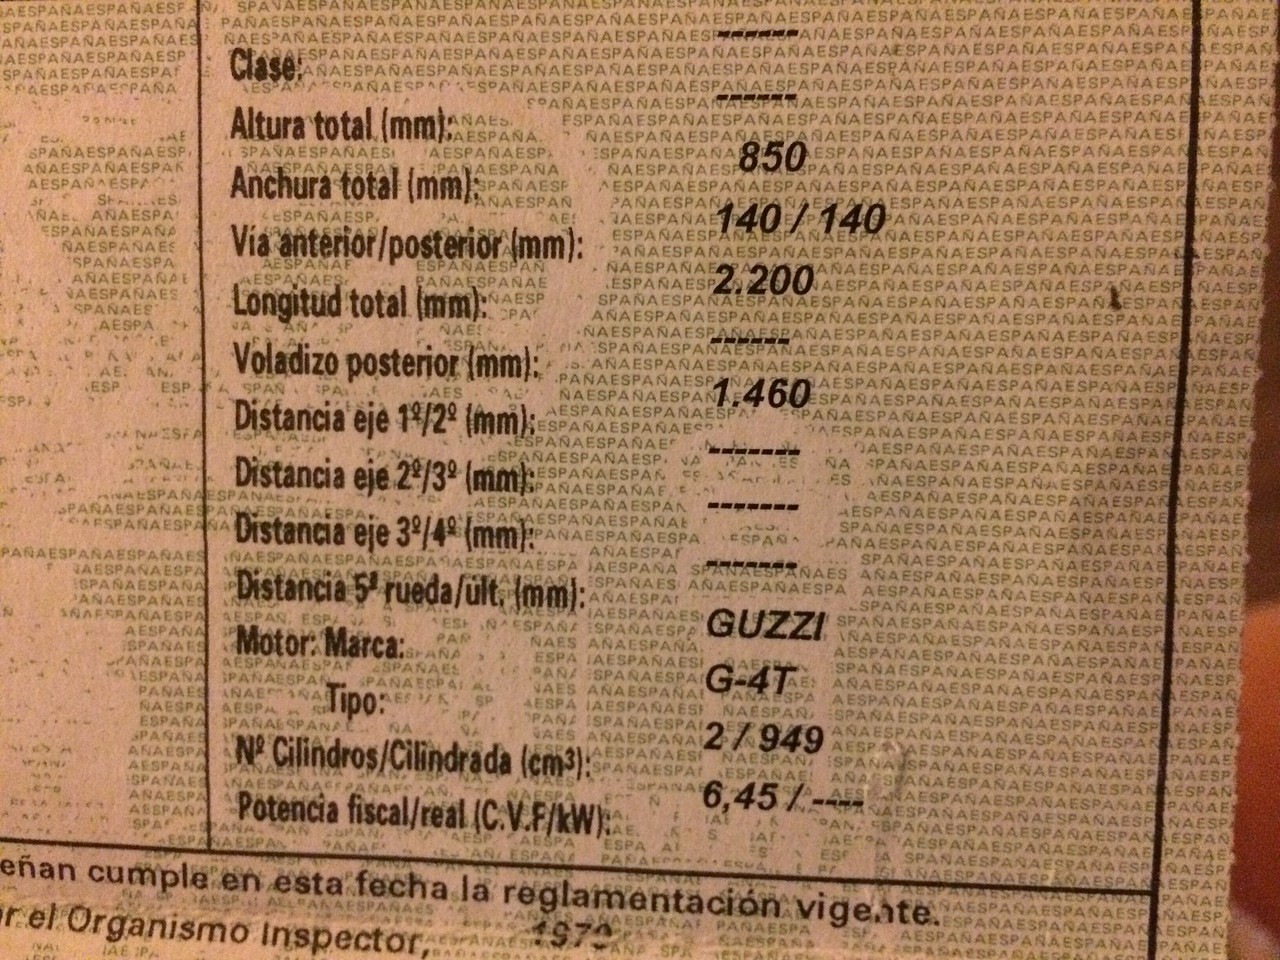 Clase: ------
Altura total (mm): ------
Anchura total (mm): 850
Vía anterior/posterior (mm): 140 / 140
Longitud total (mm): 2.200
Voladizo posterior (mm): ------
Distancia eje 1º/2º (mm): 1.460
Distancia eje 2º/3º (mm): -------
Distancia eje 3º/4º (mm): -------
Distancia 5ª rueda/últ. (mm): -------
Motor: Marca: GUZZI
Tipo: G-4T
Nº Cilindros/Cilindrada (cm³): 2 / 949
Potencia fiscal/real (C.V.F/kW): 6,45 / ----
eñan cumple en esta fecha la reglamentación vigente.
r el Organismo Inspector,